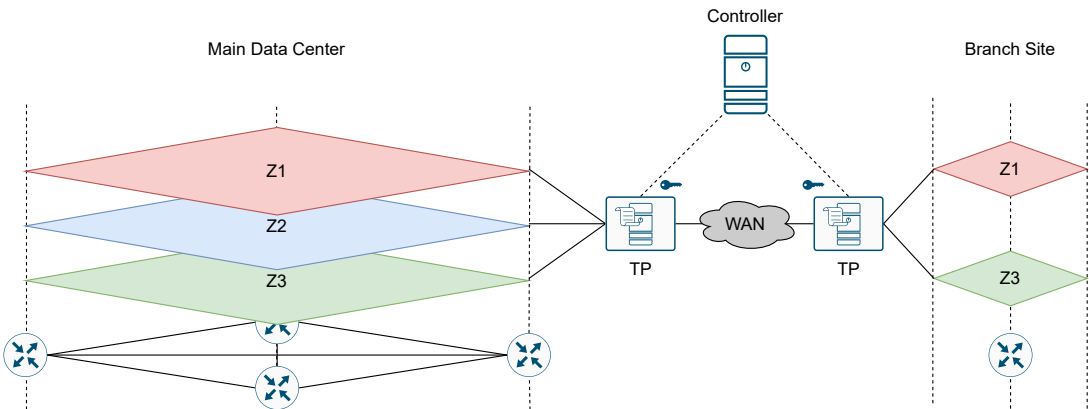 Controller
Main Data Center
Branch Site
Z1
Z1
Z2
WAN
TP
TP
Z3
Z3